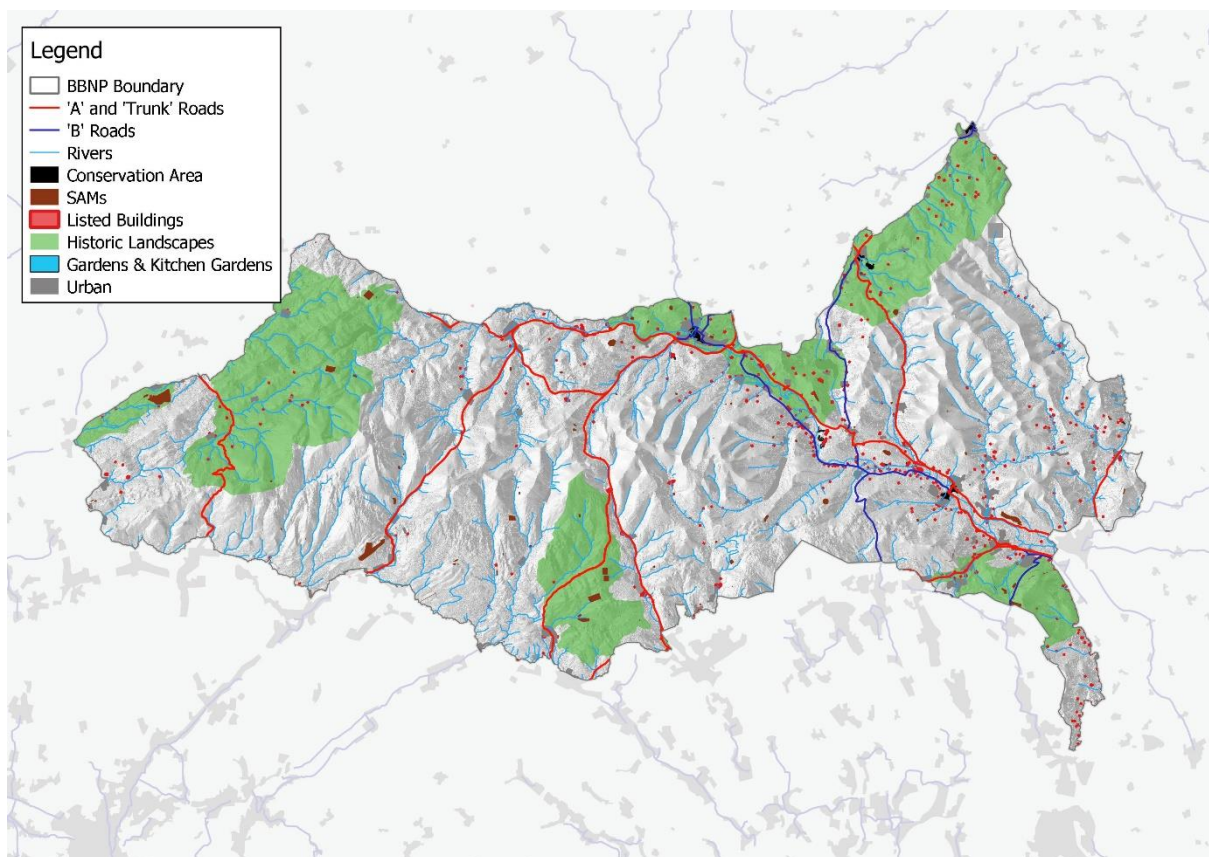 Legend
BBNP Boundary
'A' and 'Trunk' Roads
'B' Roads
Rivers
Conservation Area
SAMs
Listed Buildings
Historic Landscapes
Gardens & Kitchen Gardens
Urban